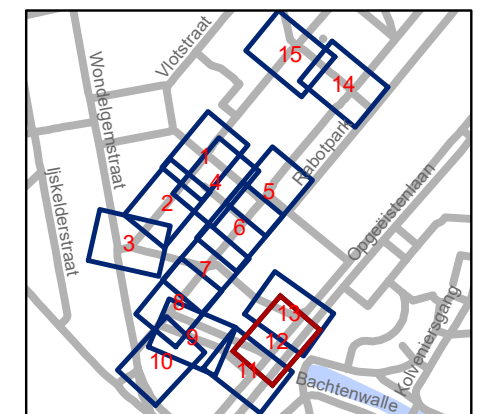 Vlotstraat
Wondelgemstraat
Ijskelderstraat
Rabotpark
Opgeëistenlaan
Kolveniersgang
Bachtenwalle
15
14
1
4
5
2
3
6
7
8
9
10
13
12
11